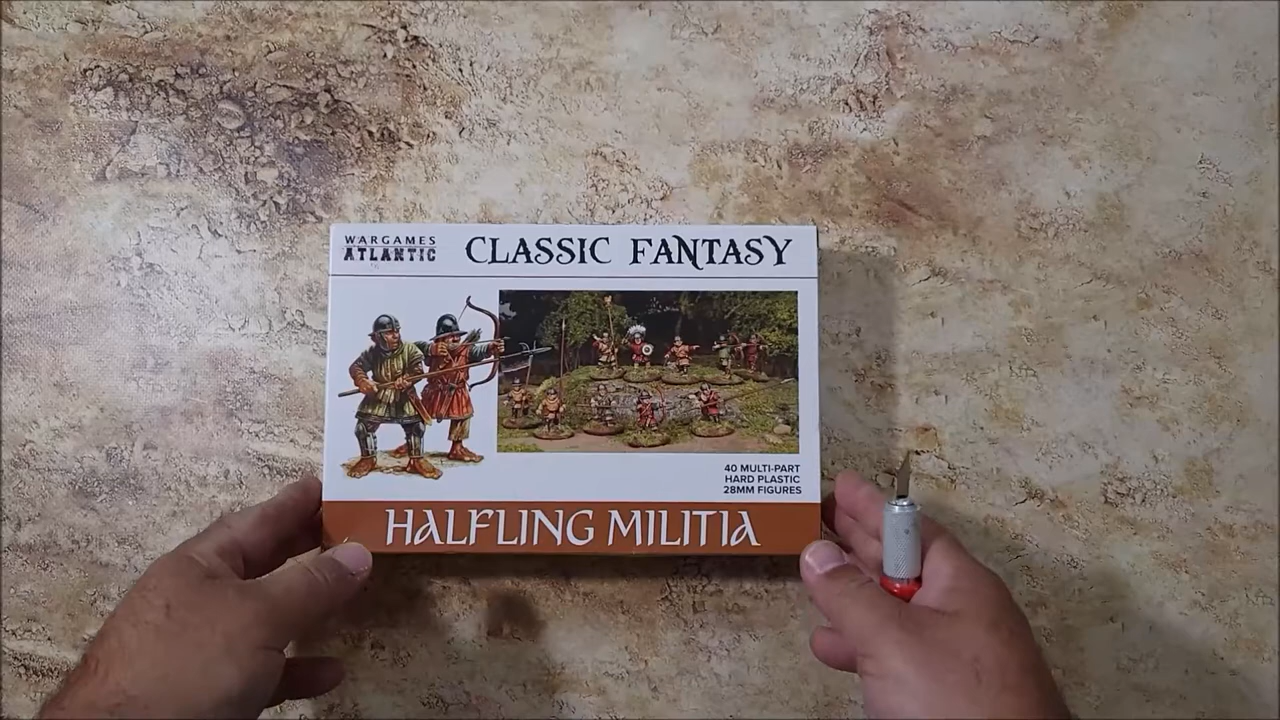 WARGAMES
ATLANTIC
CLASSIC FANTASY
40 MULTI-PART
HARD PLASTIC
28MM FIGURES
HALFLING MILITIA